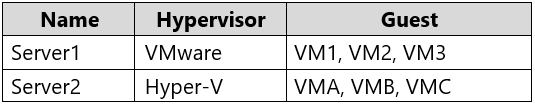 Name Hypervisor Guest
Server1 VMware VM1, VM2, VM3
Server2 Hyper-V VMA, VMB, VMC